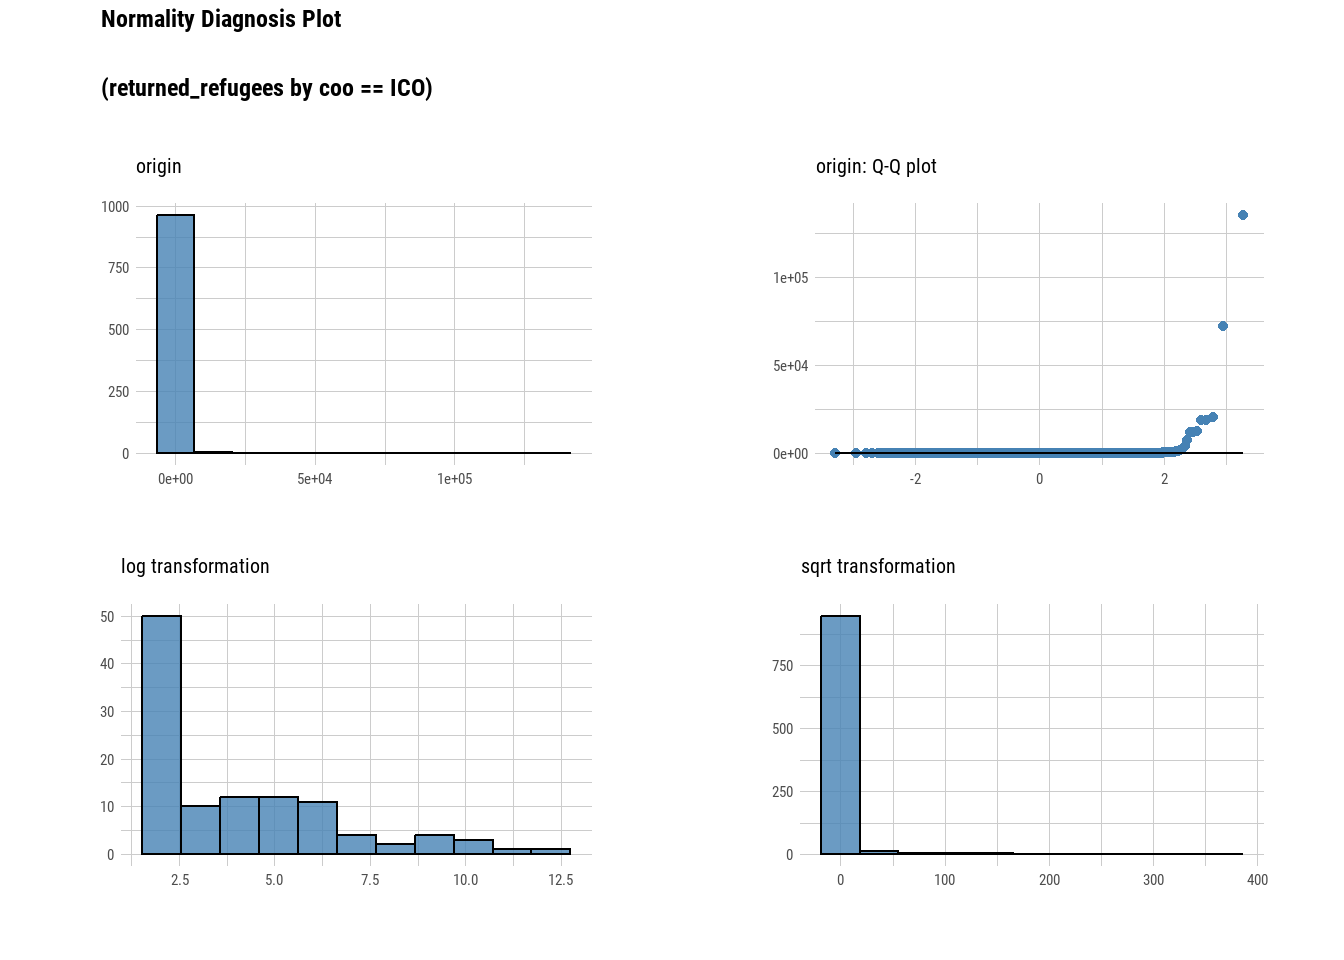 Normality Diagnosis Plot
(returned_refugees by coo == ICO)
origin
1000
750
500
250
0
0e+00 5e+04 1e+05
origin: Q-Q plot
1e+05
5e+04
0e+00
-2 0 2
log transformation
50
40
30
20
10
0
2.5 5.0 7.5 10.0 12.5
sqrt transformation
750
500
250
0
0 100 200 300 400